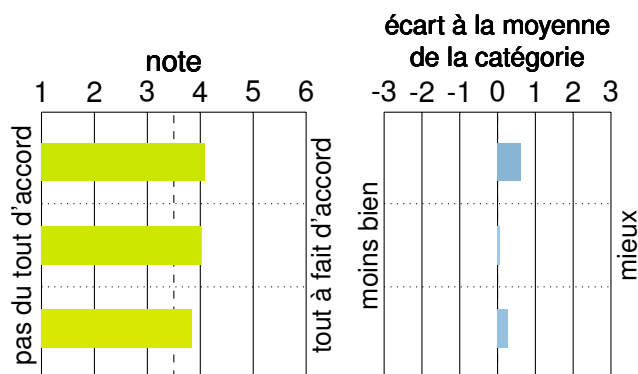 note
1 2 3 4 5 6
pas du tout d’accord
tout à fait d’accord
écart à la moyenne
de la catégorie
-3 -2 -1 0 1 2 3
moins bien
mieux